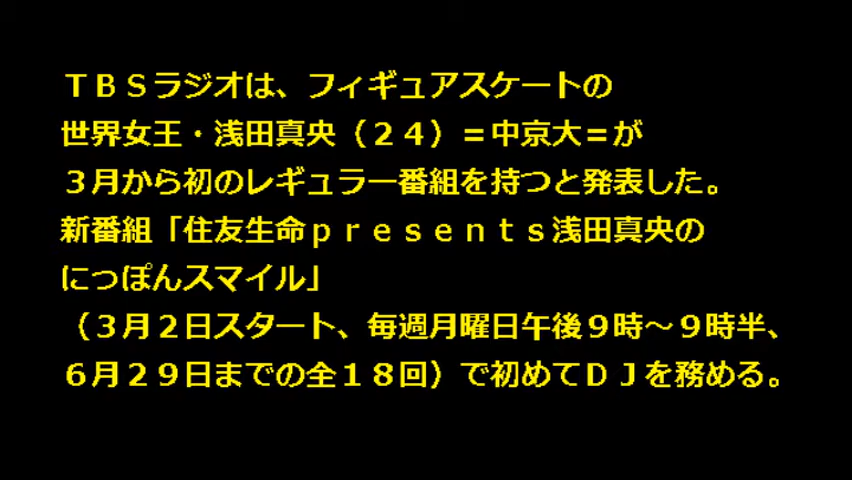 ＴＢＳラジオは、フィギュアスケートの
世界女王・浅田真央（２４）＝中京大＝が
３月から初のレギュラー番組を持つと発表した。
新番組「住友生命ｐｒｅｓｅｎｔｓ浅田真央の
にっぽんスマイル」
（３月２日スタート、毎週月曜日午後９時～９時半、
６月２９日までの全１８回）で初めてＤＪを務める。